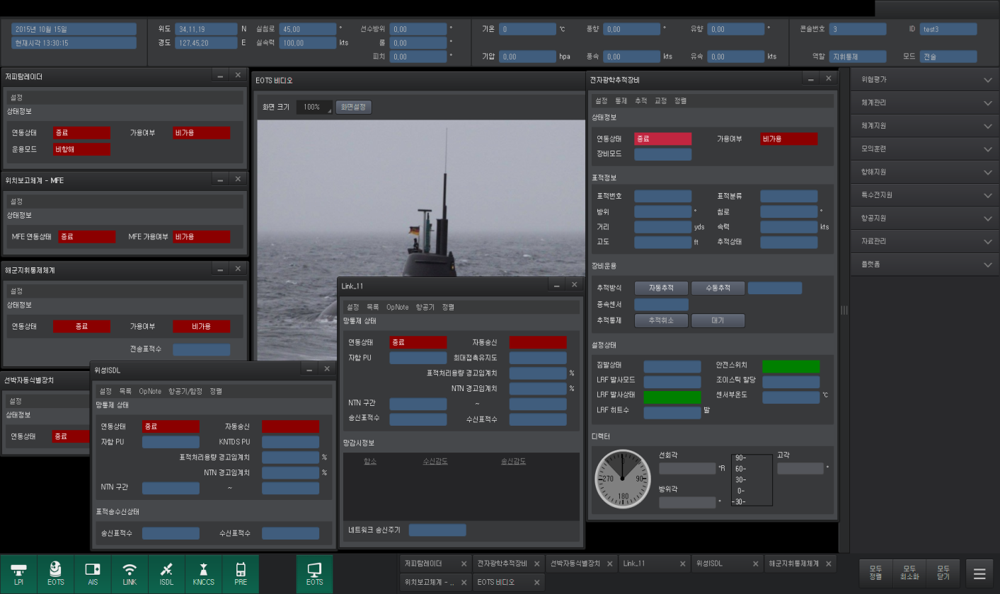 2015년 10월 15일
현재시각 13:30:15
위도 34,11,19 N 실침로 45,00 ° 선수방위 0,00 °
경도 127,45,20 E 실속력 100,00 kts 롤 0,00 °
피치 0,00 °
기온 0 ℃ 풍향 0,00 ° 유향 0,00 °
기압 0,00 hpa 풍속 0,00 kts 유속 0,00 kts
콘솔번호 3 ID test3
역할 지휘통제 모드 전술
저피탐레이더
설정
상태정보
연동상태 종료 가용여부 비가용
운용모드 비항해
위치보고체계 - MFE
설정
상태정보
MFE 연동상태 종료 MFE 가용여부 비가용
해군지휘통제체계
설정
상태정보
연동상태 종료 가용여부 비가용
전송표적수
선박자동식별장치
설정
상태정보
연동상태 종료
EOTS 비디오
화면 크기 100% 화면설정
위성ISDL
설정 목록 OpNote 항공기/함정 정렬
망통제 상태
연동상태 종료 자동송신
자함 PU KNTDS PU
표적처리용량 경고임계치 %
NTN 경고임계치 %
NTN 구간 ~
표적송수신상태
송신표적수 수신표적수
Link_11
설정 목록 OpNote 항공기 정렬
망통제 상태
연동상태 종료 자동송신
자함 PU 최대접촉유지도
표적처리용량 경고임계치 %
NTN 경고임계치 %
NTN 구간 ~
송신표적수 수신표적수
망감시정보
함소 수신감도 송신감도
네트워크 송신주기
전자광학추적장비
설정 통제 추적 교정 정렬
상태정보
연동상태 종료 가용여부 비가용
장비모드
표적정보
표적번호 표적분류
방위 ° 침로 °
거리 yds 속력 kts
고도 ft 추적상태
장비운용
추적방식 자동추적 수동추적
종속센서
추적통제 추적취소 대기
설정상태
짐발상태 안전스위치
LRF 발사모드 조이스틱 할당
LRF 발사상태 센서부온도 ℃
LRF 히트수 발
디렉터
270 90 180
선회각 °R
방위각 °
90-
60-
30-
0-
-30-
고각 °
위협평가
체계관리
체계지원
모의훈련
항해지원
특수전지원
항공지원
자료관리
플랫폼
LPI EOTS AIS LINK ISDL KNCCS PRE EOTS
저피탐레이더 전자광학추적장비 선박자동식별장치 Link_11 위성ISDL 해군지휘통제체계
위치보고체계 - .. EOTS 비디오
모두 정렬
모두 최소화
모두 닫기